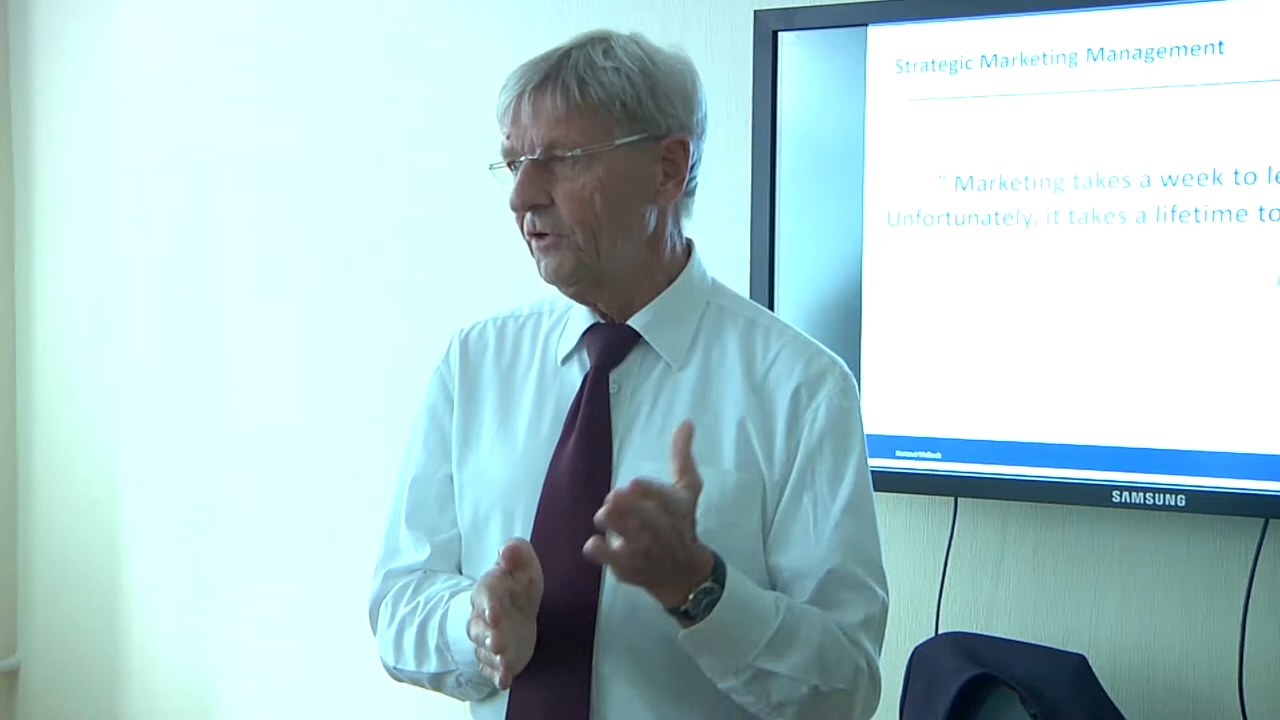 Strategic Marketing Management
" Marketing takes a week to le
Unfortunately, it takes a lifetime to
SAMSUNG